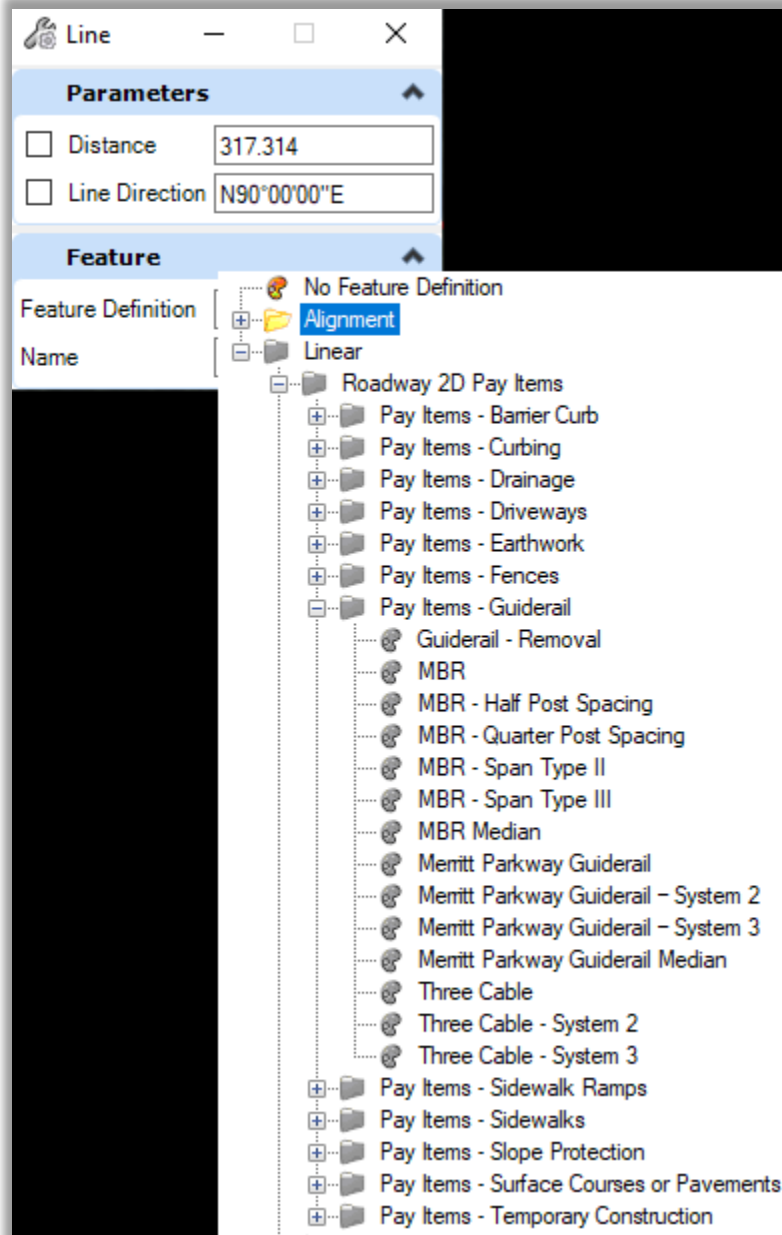 Line
Parameters
Distance 317.314
Line Direction N90°00'00"E
Feature
Feature Definition
Name
No Feature Definition
Alignment
Linear
Roadway 2D Pay Items
Pay Items - Barrier Curb
Pay Items - Curbing
Pay Items - Drainage
Pay Items - Driveways
Pay Items - Earthwork
Pay Items - Fences
Pay Items - Guiderail
Guiderail - Removal
MBR
MBR - Half Post Spacing
MBR - Quarter Post Spacing
MBR - Span Type II
MBR - Span Type III
MBR Median
Merritt Parkway Guiderail
Merritt Parkway Guiderail – System 2
Merritt Parkway Guiderail – System 3
Merritt Parkway Guiderail Median
Three Cable
Three Cable - System 2
Three Cable - System 3
Pay Items - Sidewalk Ramps
Pay Items - Sidewalks
Pay Items - Slope Protection
Pay Items - Surface Courses or Pavements
Pay Items - Temporary Construction